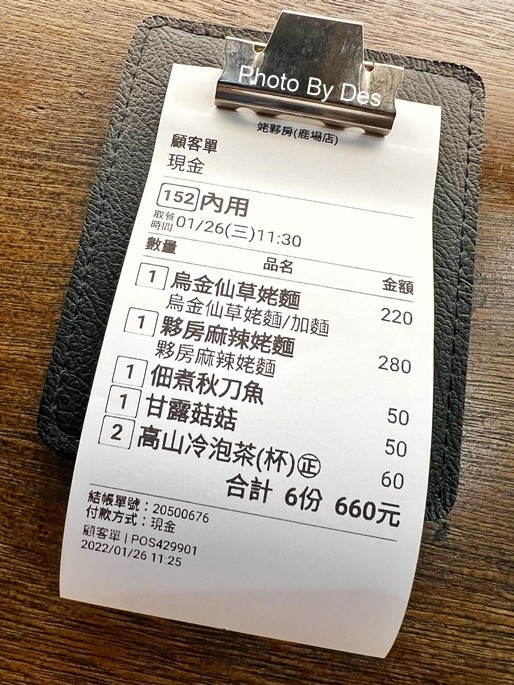 Photo By Des
姥夥房(鹿場店)
顧客單
現金
152 內用
取餐時間 01/26(三)11:30
數量 品名 金額
1 烏金仙草姥麵 220
烏金仙草姥麵/加麵
1 夥房麻辣姥麵 280
夥房麻辣姥麵
1 佃煮秋刀魚 50
1 甘露菇菇 50
2 高山冷泡茶(杯)㊣ 60
合計 6份 660元
結帳單號：20500676
付款方式：現金
顧客單 | POS429901
2022/01/26 11:25